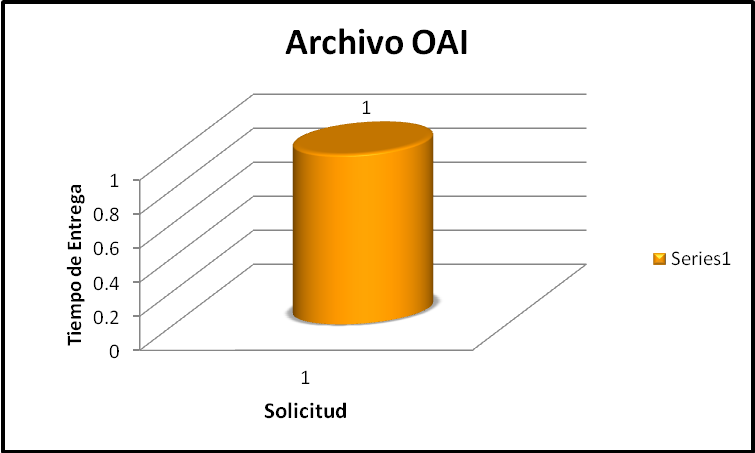 Archivo OAI
1
Tiempo de Entrega
1
0.8
0.6
0.4
0.2
0
Series1
1
Solicitud